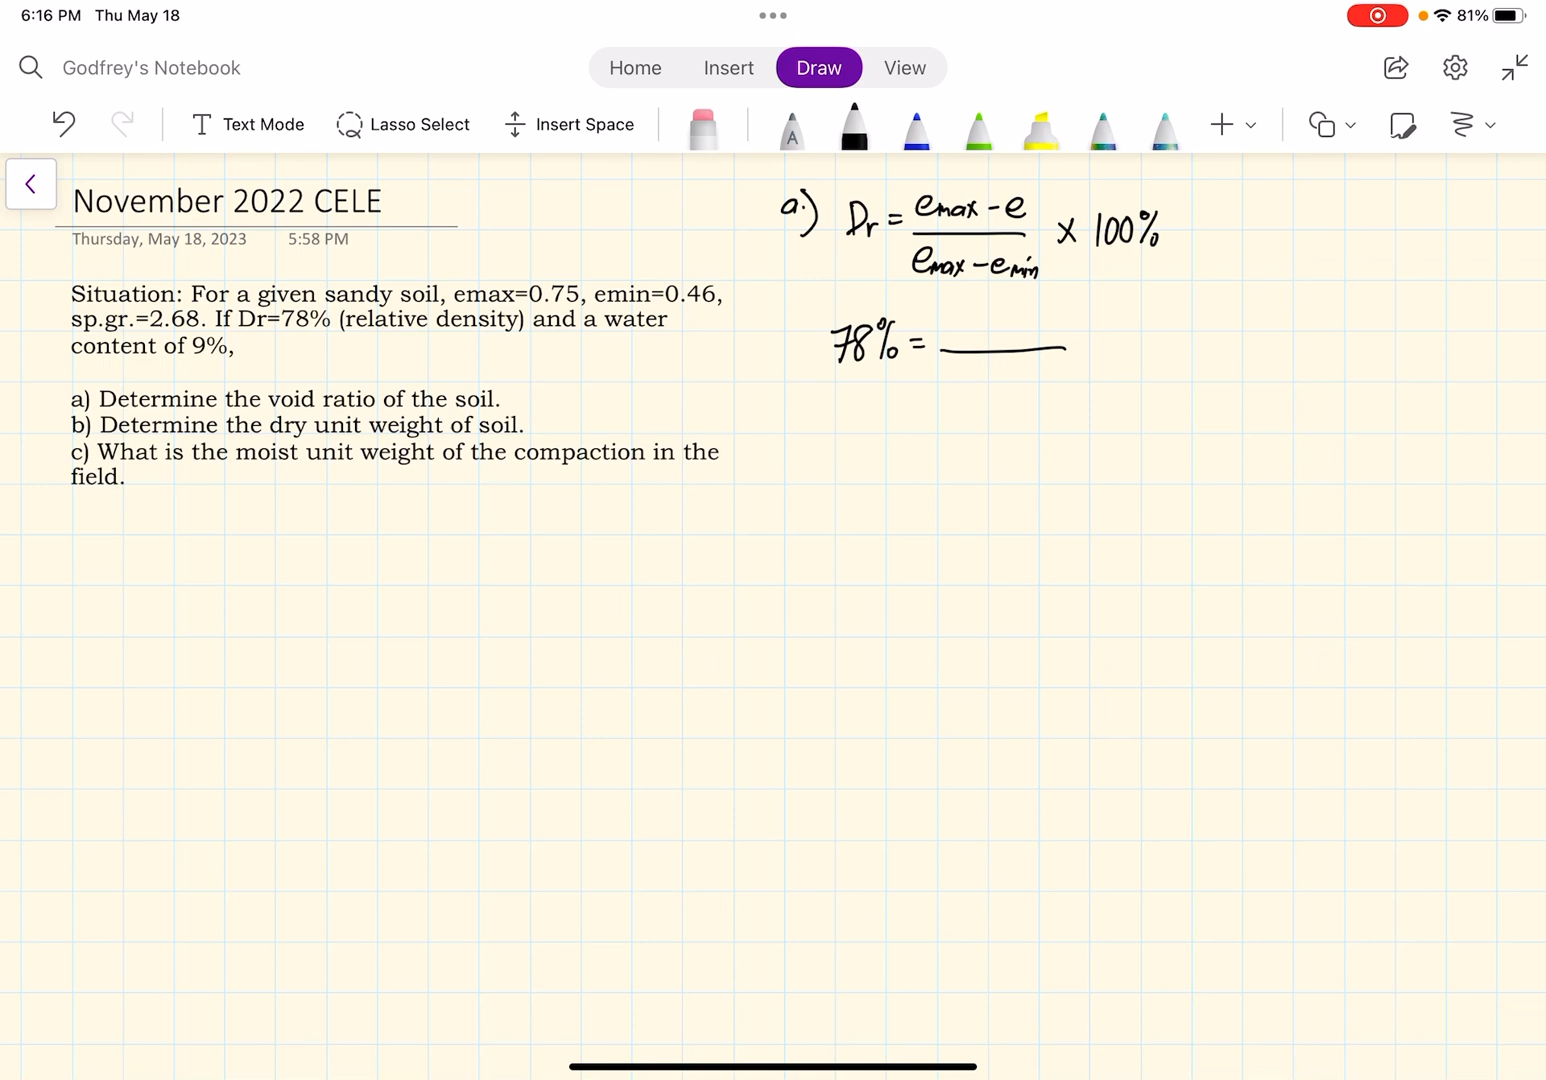 6:16 PM Thu May 18
81%
Godfrey's Notebook
Home Insert Draw View
Text Mode Lasso Select Insert Space A
November 2022 CELE
Thursday, May 18, 2023 5:58 PM
Situation: For a given sandy soil, emax=0.75, emin=0.46,
sp.gr.=2.68. If Dr=78% (relative density) and a water
content of 9%,
a) Determine the void ratio of the soil.
b) Determine the dry unit weight of soil.
c) What is the moist unit weight of the compaction in the
field.
a.) Dr = emax - e
emax - emin
x 100%
78% =